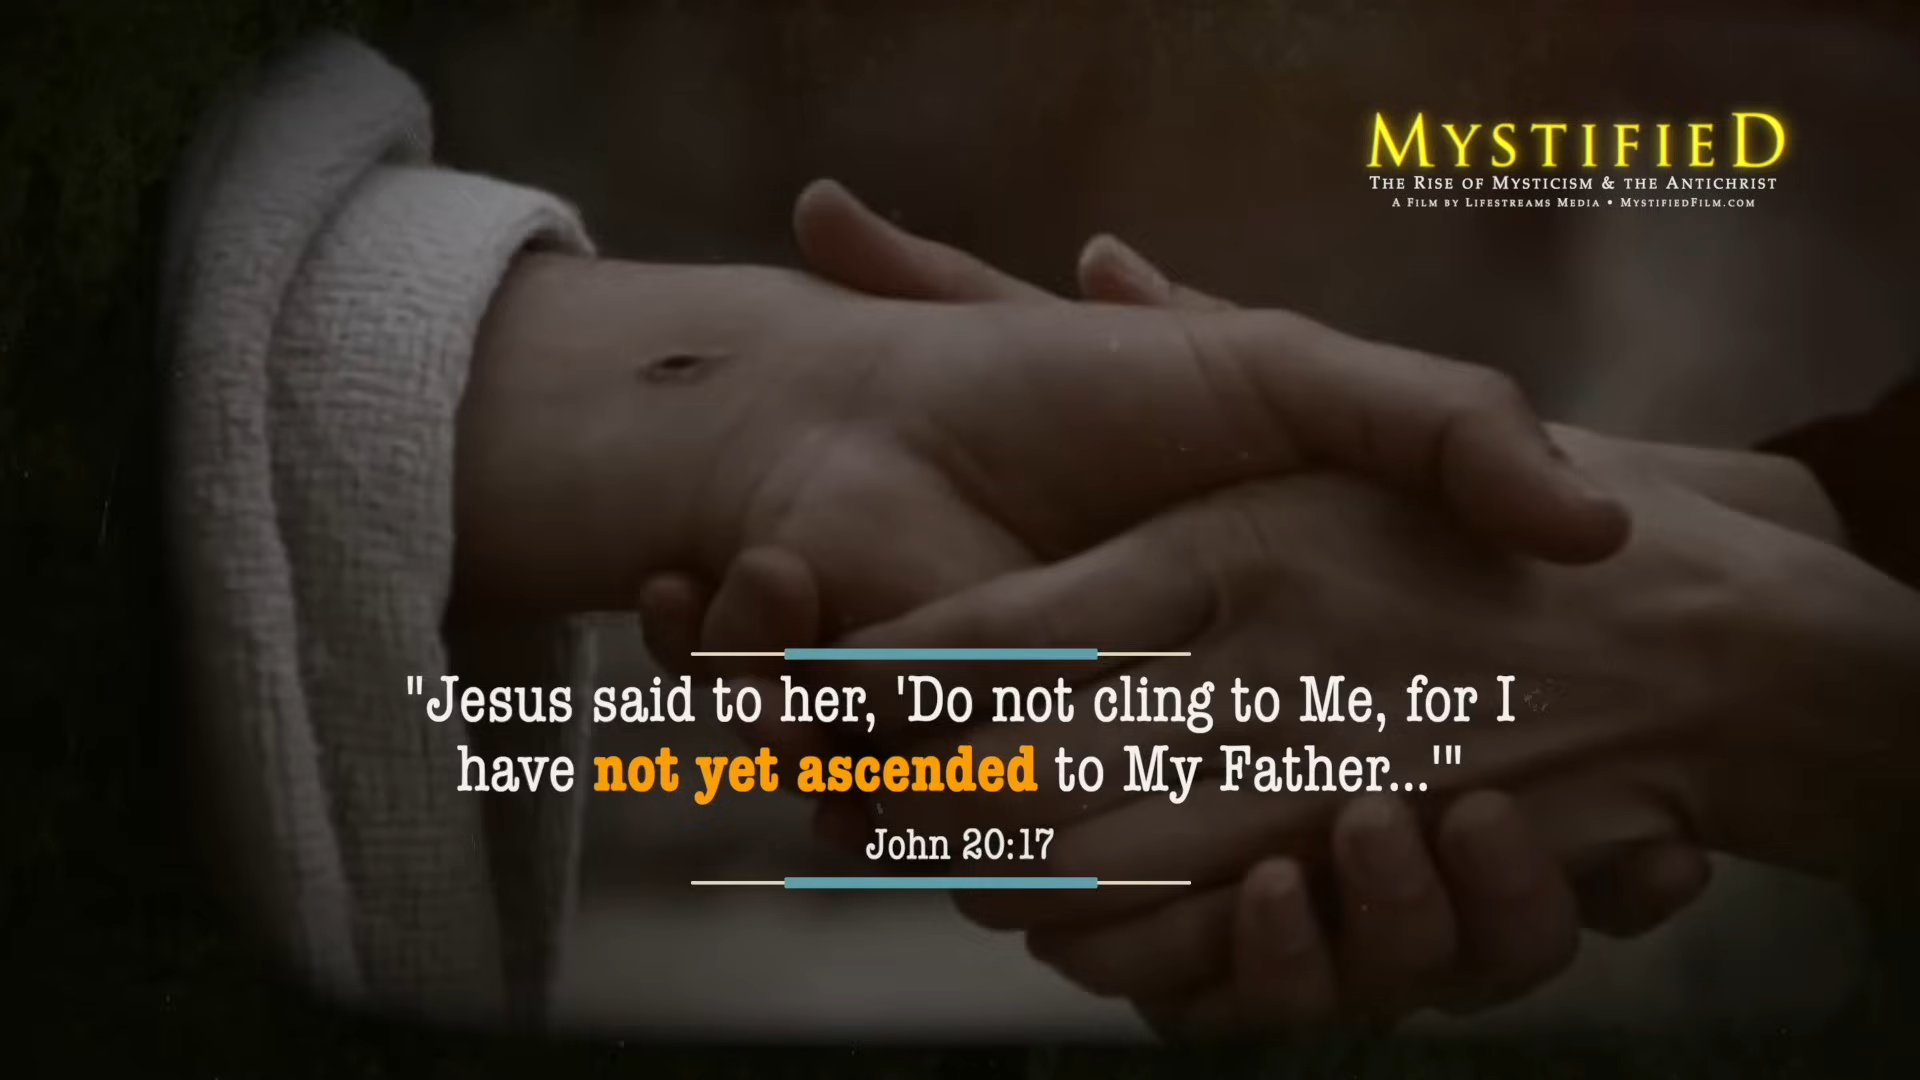 MYSTIFIED
THE RISE OF MYSTICISM & THE ANTICHRIST
A FILM BY LIFESTREAMS MEDIA • MYSTIFIEDFILM.COM
"Jesus said to her, 'Do not cling to Me, for I
have not yet ascended to My Father...'"
John 20:17